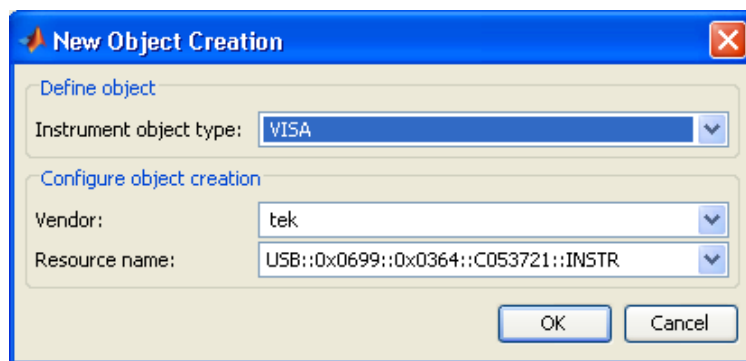 New Object Creation
Define object
Instrument object type: VISA
Configure object creation
Vendor: tek
Resource name: USB::0x0699::0x0364::C053721::INSTR
OK Cancel